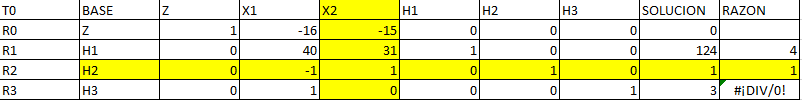 T0 BASE Z X1 X2 H1 H2 H3 SOLUCION RAZON
R0 Z 1 -16 -15 0 0 0 0
R1 H1 0 40 31 1 0 0 124 4
R2 H2 0 -1 1 0 1 0 1 1
R3 H3 0 1 0 0 0 1 3 #¡DIV/0!